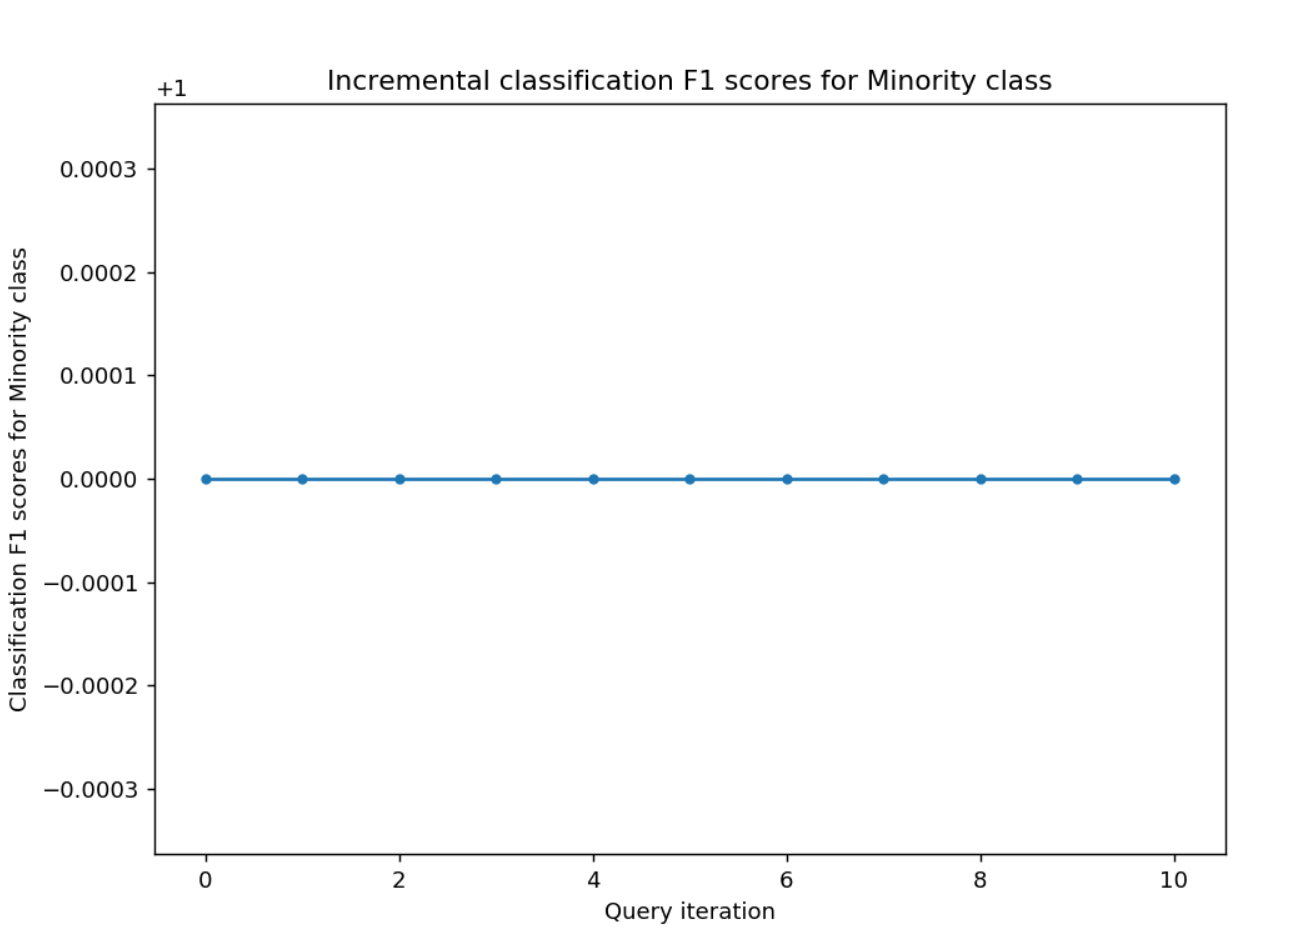 Incremental classification F1 scores for Minority class
+1
0.0003
0.0002
0.0001
0.0000
−0.0001
−0.0002
−0.0003
Classification F1 scores for Minority class
0 2 4 6 8 10
Query iteration